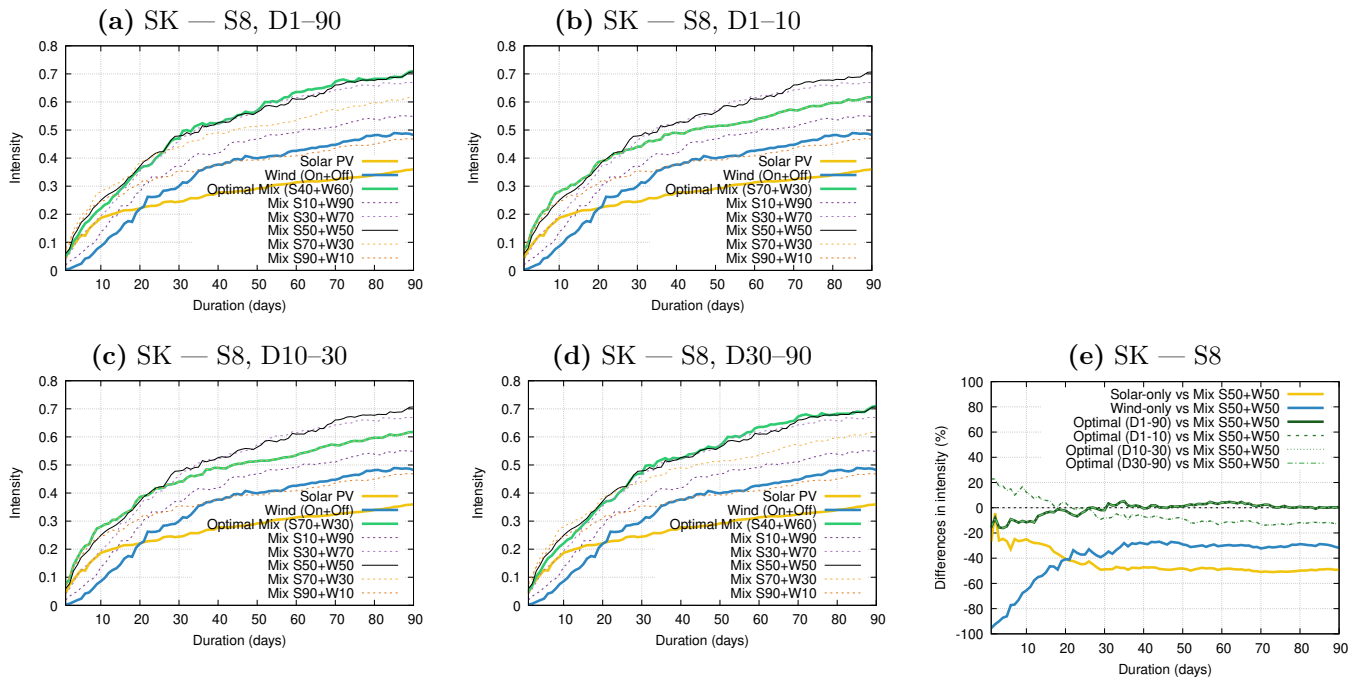 (a) SK — S8, D1–90
0.8
0.7
0.6
0.5
0.4
0.3
0.2
0.1
0
Intensity
Solar PV
Wind (On+Off)
Optimal Mix (S40+W60)
Mix S10+W90
Mix S30+W70
Mix S50+W50
Mix S70+W30
Mix S90+W10
10 20 30 40 50 60 70 80 90
Duration (days)
(b) SK — S8, D1–10
0.8
0.7
0.6
0.5
0.4
0.3
0.2
0.1
0
Intensity
Solar PV
Wind (On+Off)
Optimal Mix (S70+W30)
Mix S10+W90
Mix S30+W70
Mix S50+W50
Mix S70+W30
Mix S90+W10
10 20 30 40 50 60 70 80 90
Duration (days)
(c) SK — S8, D10–30
0.8
0.7
0.6
0.5
0.4
0.3
0.2
0.1
0
Intensity
Solar PV
Wind (On+Off)
Optimal Mix (S70+W30)
Mix S10+W90
Mix S30+W70
Mix S50+W50
Mix S70+W30
Mix S90+W10
10 20 30 40 50 60 70 80 90
Duration (days)
(d) SK — S8, D30–90
0.8
0.7
0.6
0.5
0.4
0.3
0.2
0.1
0
Intensity
Solar PV
Wind (On+Off)
Optimal Mix (S40+W60)
Mix S10+W90
Mix S30+W70
Mix S50+W50
Mix S70+W30
Mix S90+W10
10 20 30 40 50 60 70 80 90
Duration (days)
(e) SK — S8
100
80
60
40
20
0
-20
-40
-60
-80
-100
Differences in intensity (%)
Solar-only vs Mix S50+W50
Wind-only vs Mix S50+W50
Optimal (D1-90) vs Mix S50+W50
Optimal (D1-10) vs Mix S50+W50
Optimal (D10-30) vs Mix S50+W50
Optimal (D30-90) vs Mix S50+W50
10 20 30 40 50 60 70 80 90
Duration (days)